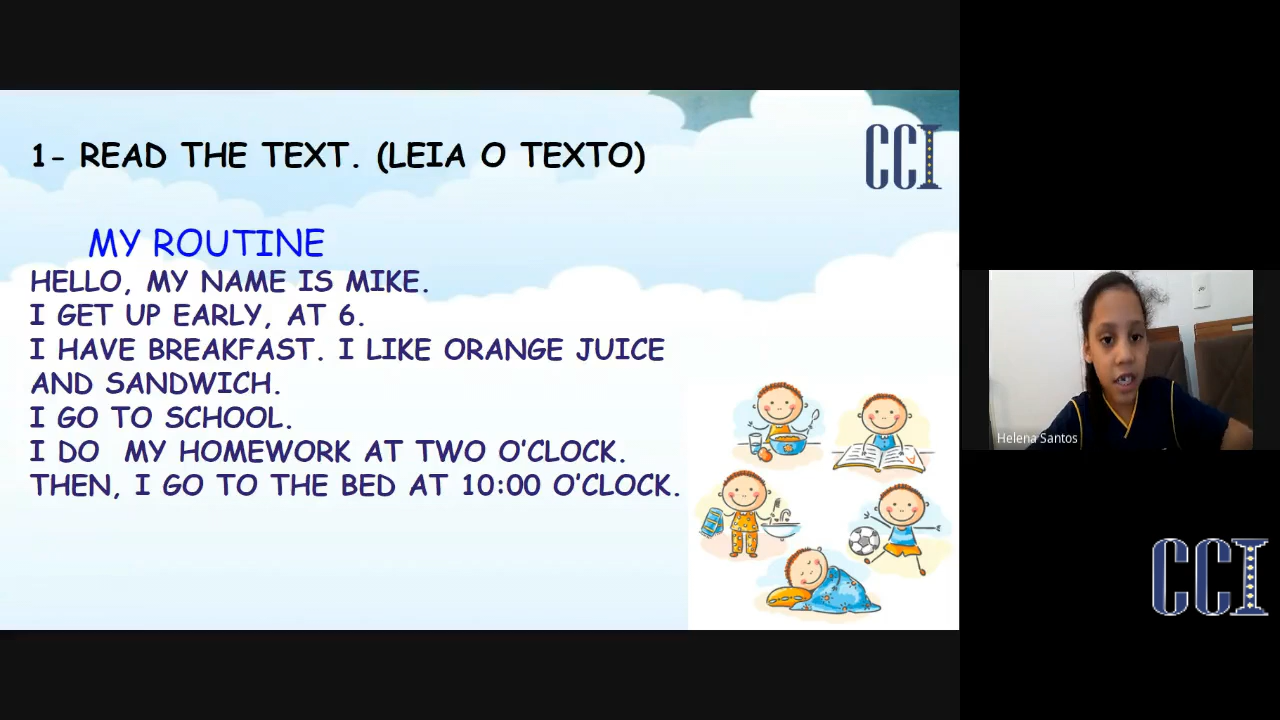 1- READ THE TEXT. (LEIA O TEXTO)
CCI
MY ROUTINE
HELLO, MY NAME IS MIKE.
I GET UP EARLY, AT 6.
I HAVE BREAKFAST. I LIKE ORANGE JUICE
AND SANDWICH.
I GO TO SCHOOL.
I DO  MY HOMEWORK AT TWO O'CLOCK.
THEN, I GO TO THE BED AT 10:00 O'CLOCK.
Helena Santos
CCI